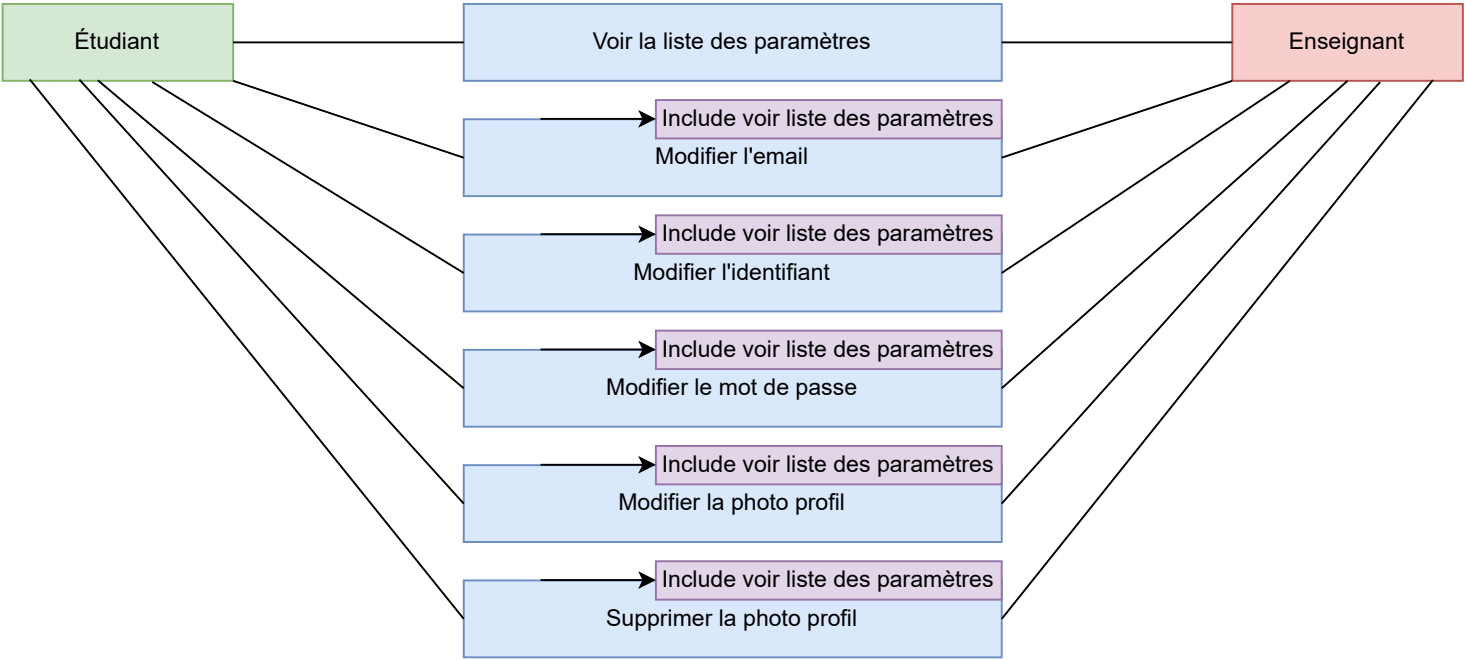 Étudiant
Voir la liste des paramètres
Enseignant
Include voir liste des paramètres
Modifier l'email
Include voir liste des paramètres
Modifier l'identifiant
Include voir liste des paramètres
Modifier le mot de passe
Include voir liste des paramètres
Modifier la photo profil
Include voir liste des paramètres
Supprimer la photo profil